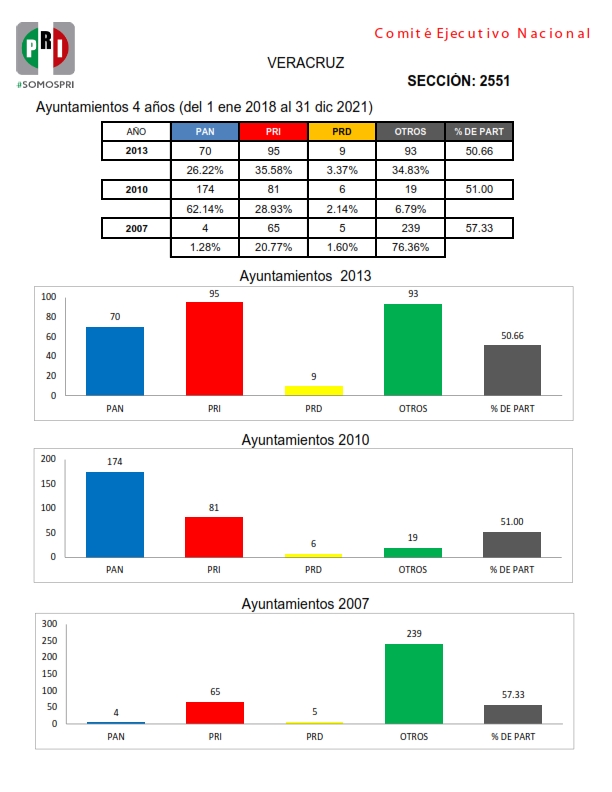 PRI
#SOMOSPRI
Comité Ejecutivo Nacional
VERACRUZ
SECCIÓN: 2551
Ayuntamientos 4 años (del 1 ene 2018 al 31 dic 2021)
AÑO PAN PRI PRD OTROS % DE PART
2013 70 95 9 93 50.66
26.22% 35.58% 3.37% 34.83%
2010 174 81 6 19 51.00
62.14% 28.93% 2.14% 6.79%
2007 4 65 5 239 57.33
1.28% 20.77% 1.60% 76.36%
Ayuntamientos 2013
100
80
60
40
20
0
70 95 9 93 50.66
PAN PRI PRD OTROS % DE PART
Ayuntamientos 2010
200
150
100
50
0
174 81 6 19 51.00
PAN PRI PRD OTROS % DE PART
Ayuntamientos 2007
300
250
200
150
100
50
0
4 65 5 239 57.33
PAN PRI PRD OTROS % DE PART